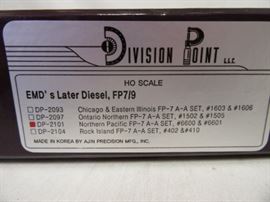 DIVISION POINT L.L.C.
HO SCALE
EMD's Later Diesel, FP7/9
DP-2093 Chicago & Eastern Illinois FP-7 A-A SET, #1603 & #1606
DP-2097 Ontario Northern FP-7 A-A SET, #1502 & #1505
DP-2101 Northern Pacific FP-7 A-A SET, #6600 & #6601
DP-2104 Rock Island FP-7 A-A SET, #402 &#410
MADE IN KOREA BY AJIN PRECISION MFG., INC.